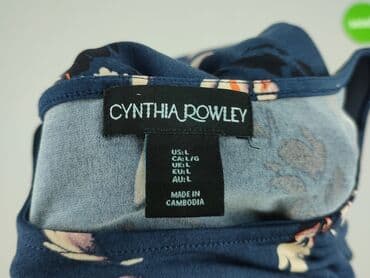 CYNTHIA ROWLEY
US: L
CA: L/G
UK: L
EU: L
AU: L
MADE IN
CAMBODIA